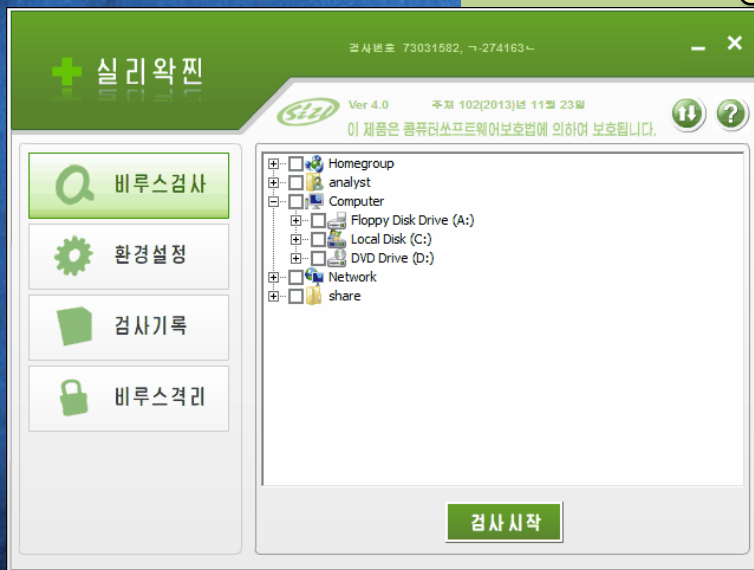 실리왁찐
검사번호 73031582, ㄱ-274163ㄴ
Ver 4.0 주체 102(2013)년 11월 23일
이 제품은 콤퓨터쏘프트웨어보호법에 의하여 보호됩니다.
비루스검사
환경설정
검사기록
비루스격리
Homegroup
analyst
Computer
Floppy Disk Drive (A:)
Local Disk (C:)
DVD Drive (D:)
Network
share
검사시작